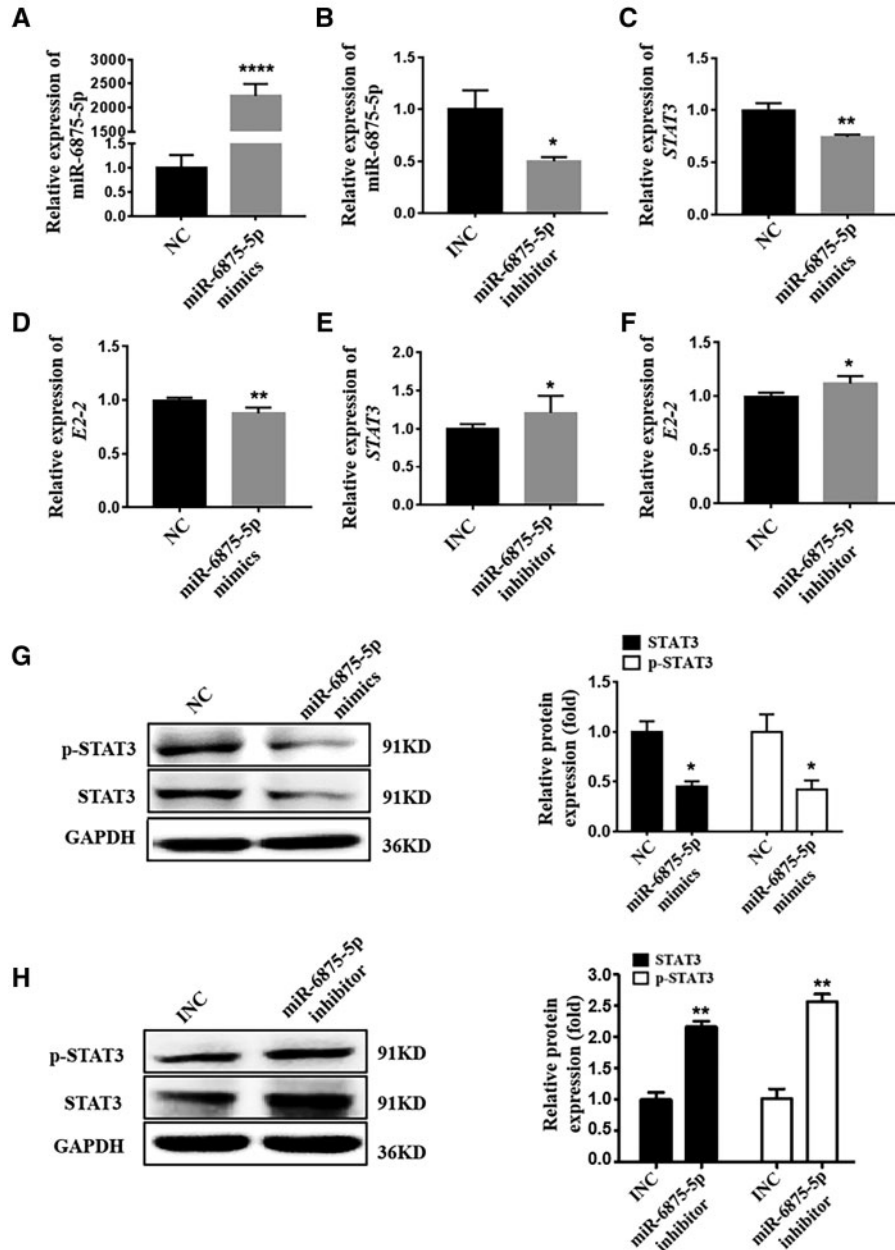 A
Relative expression of
miR-6875-5p
2500
2000
1500
1.5
1.0
0.5
0.0
****
NC
miR-6875-5p
mimics
B
Relative expression of
miR-6875-5p
1.5
1.0
0.5
0.0
*
INC
miR-6875-5p
inhibitor
C
Relative expression of
STAT3
1.5
1.0
0.5
0.0
**
NC
miR-6875-5p
mimics
D
Relative expression of
E2-2
1.5
1.0
0.5
0.0
**
NC
miR-6875-5p
mimics
E
Relative expression of
STAT3
2.0
1.5
1.0
0.5
0.0
*
INC
miR-6875-5p
inhibitor
F
Relative expression of
E2-2
1.5
1.0
0.5
0.0
*
INC
miR-6875-5p
inhibitor
G
NC
miR-6875-5p
mimics
p-STAT3
91KD
STAT3
91KD
GAPDH
36KD
STAT3
p-STAT3
Relative protein
expression (fold)
1.5
1.0
0.5
0.0
*
*
NC
miR-6875-5p
mimics
NC
miR-6875-5p
mimics
H
INC
miR-6875-5p
inhibitor
p-STAT3
91KD
STAT3
91KD
GAPDH
36KD
STAT3
p-STAT3
Relative protein
expression (fold)
3.0
2.5
2.0
1.5
1.0
0.5
0.0
**
**
INC
miR-6875-5p
inhibitor
INC
miR-6875-5p
inhibitor